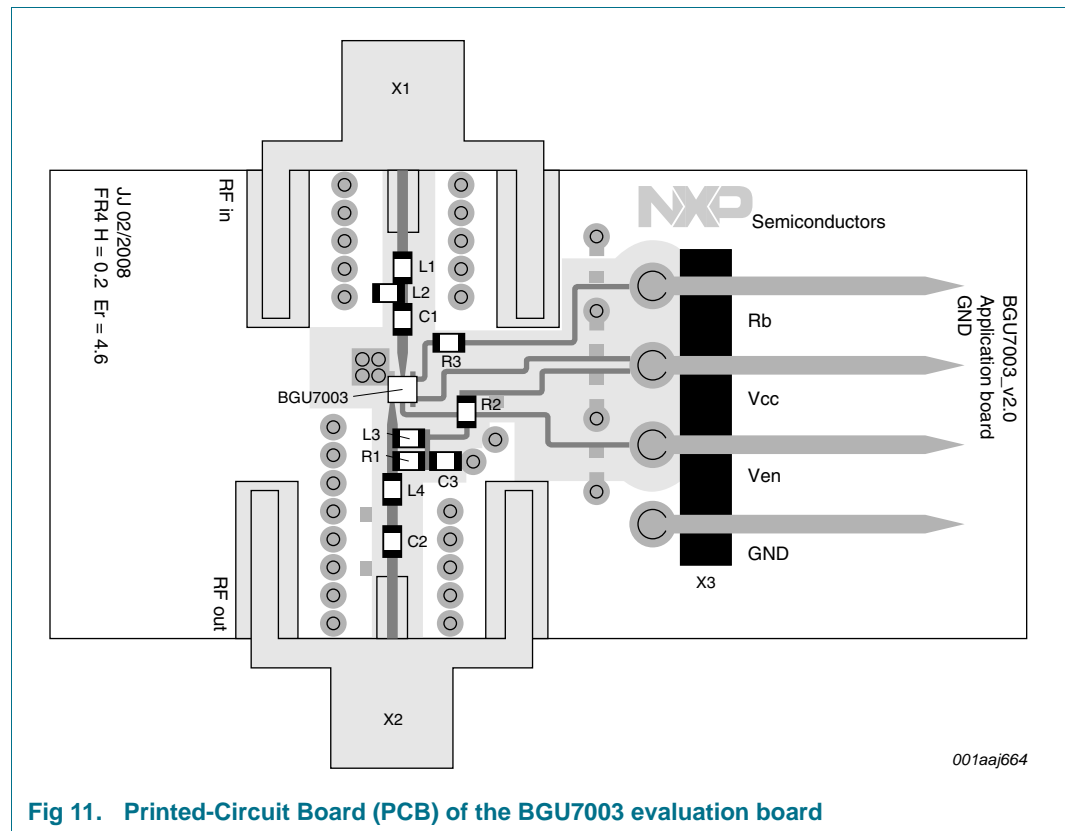 X1
RF in
JJ 02/2008
FR4 H = 0.2 Er = 4.6
NXP
Semiconductors
L1
L2
C1
R3
Rb
BGU7003
R2
Vcc
L3
R1
C3
Ven
L4
C2
GND
X3
BGU7003_v2.0
Application board
GND
RF out
X2
001aaj664
Fig 11. Printed-Circuit Board (PCB) of the BGU7003 evaluation board